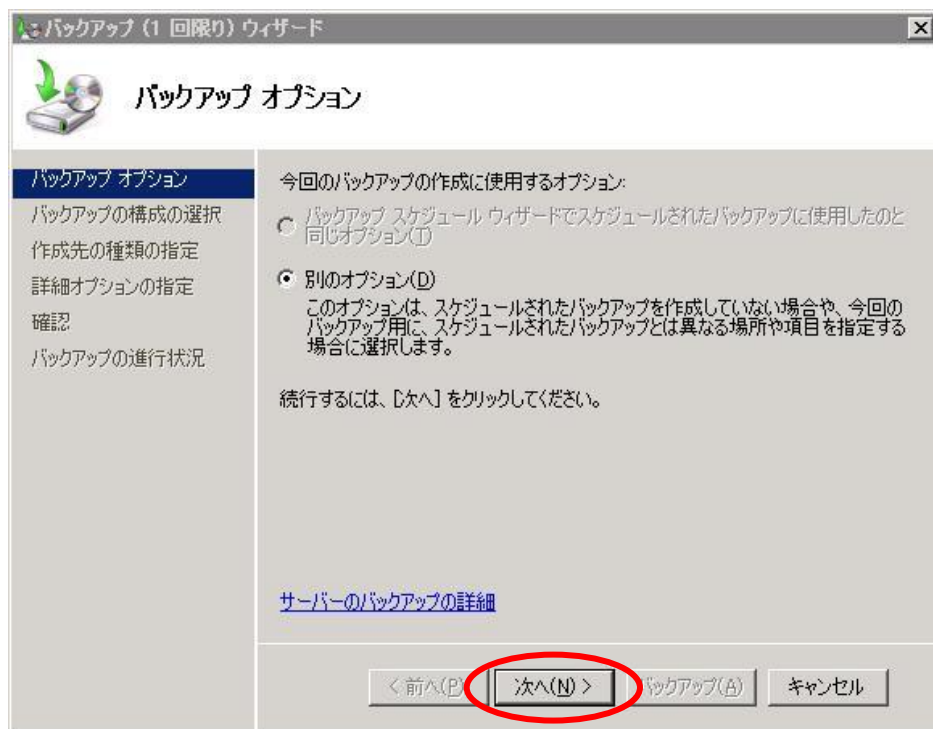 バックアップ (1 回限り) ウィザード
バックアップ オプション
バックアップ オプション
バックアップの構成の選択
作成先の種類の指定
詳細オプションの指定
確認
バックアップの進行状況
今回のバックアップの作成に使用するオプション:
バックアップ スケジュール ウィザードでスケジュールされたバックアップに使用したのと
同じオプション(T)
別のオプション(D)
このオプションは、スケジュールされたバックアップを作成していない場合や、今回の
バックアップ用に、スケジュールされたバックアップとは異なる場所や項目を指定する
場合に選択します。
続行するには、[次へ] をクリックしてください。
サーバーのバックアップの詳細
< 前へ(P)
次へ(N) >
バックアップ(A)
キャンセル